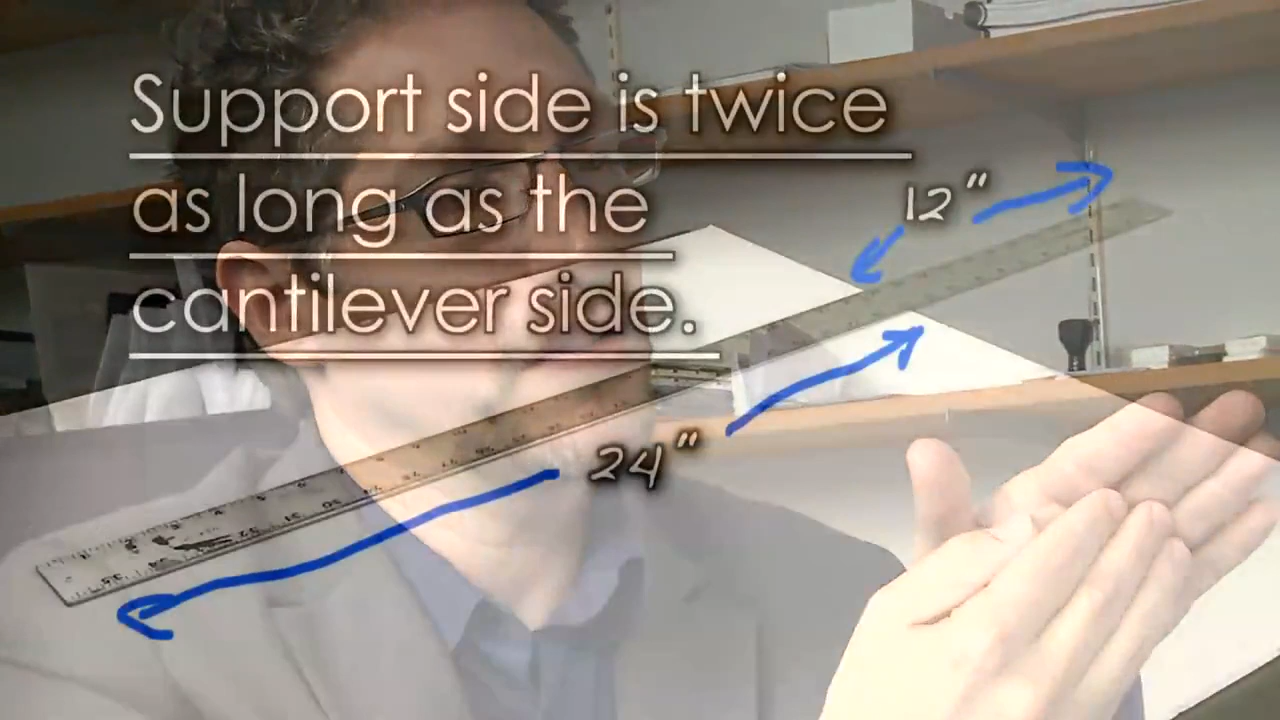 Support side is twice
as long as the
cantilever side.
12"
24"